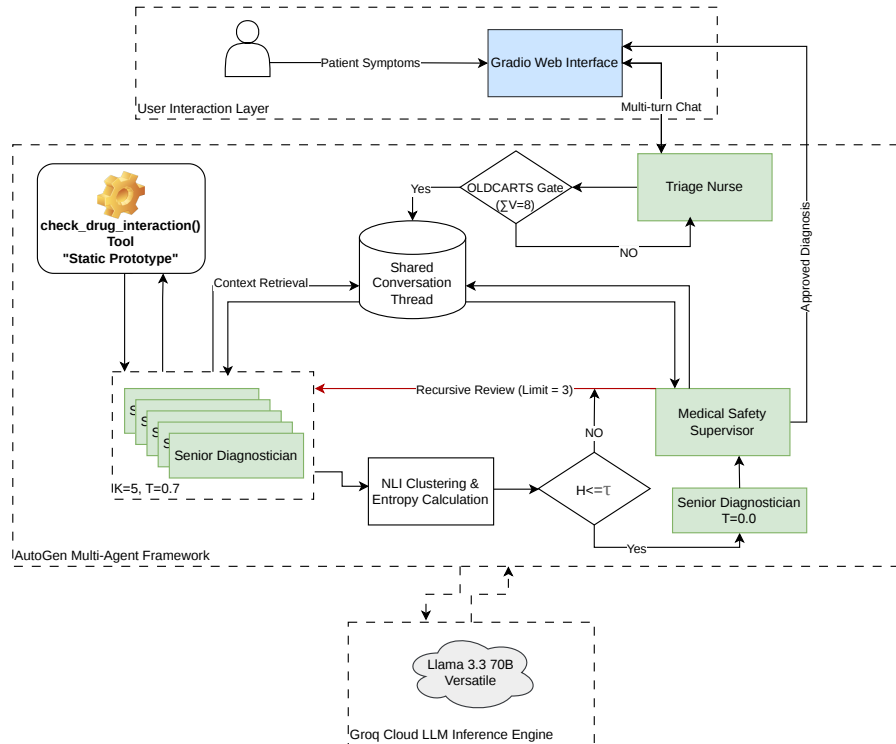 Patient Symptoms
Gradio Web Interface
User Interaction Layer
Multi-turn Chat
check_drug_interaction()
Tool
"Static Prototype"
OLDCARTS Gate
(∑V=8)
Yes
NO
Triage Nurse
Approved Diagnosis
Shared
Conversation
Thread
Context Retrieval
Recursive Review (Limit = 3)
S
S
S
S
Senior Diagnostician
K=5, T=0.7
NLI Clustering &
Entropy Calculation
NO
H<=τ
Yes
Medical Safety
Supervisor
Senior Diagnostician
T=0.0
AutoGen Multi-Agent Framework
Llama 3.3 70B
Versatile
Groq Cloud LLM Inference Engine